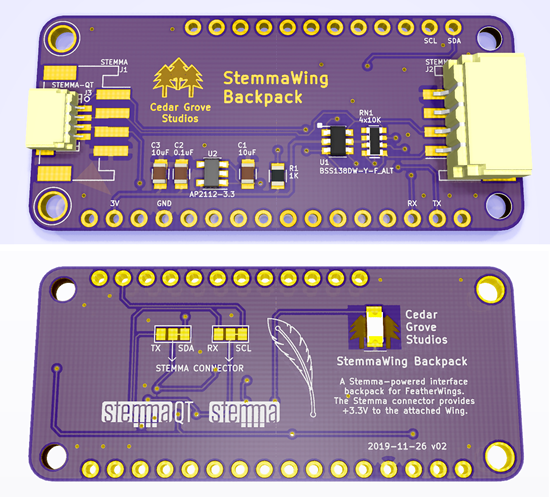 SCL SDA
STEMMA
J1
STEMMA-QT
J3
STEMMA
J2
StemmaWing
Backpack
Cedar Grove
Studios
RN1
4x10K
C3
10uF
C2
0.1uF
U2
C1
10uF
R1
1K
U1
BSS138DW-Y-F_ALT
AP2112-3.3
3V
GND
RX
TX
Cedar
Grove
Studios
TX SDA
RX SCL
STEMMA CONNECTOR
StemmaWing Backpack
A Stemma-powered interface
backpack for FeatherWings.
The Stemma connector provides
+3.3V to the attached Wing.
stemma QT
stemma
2019-11-26 v02